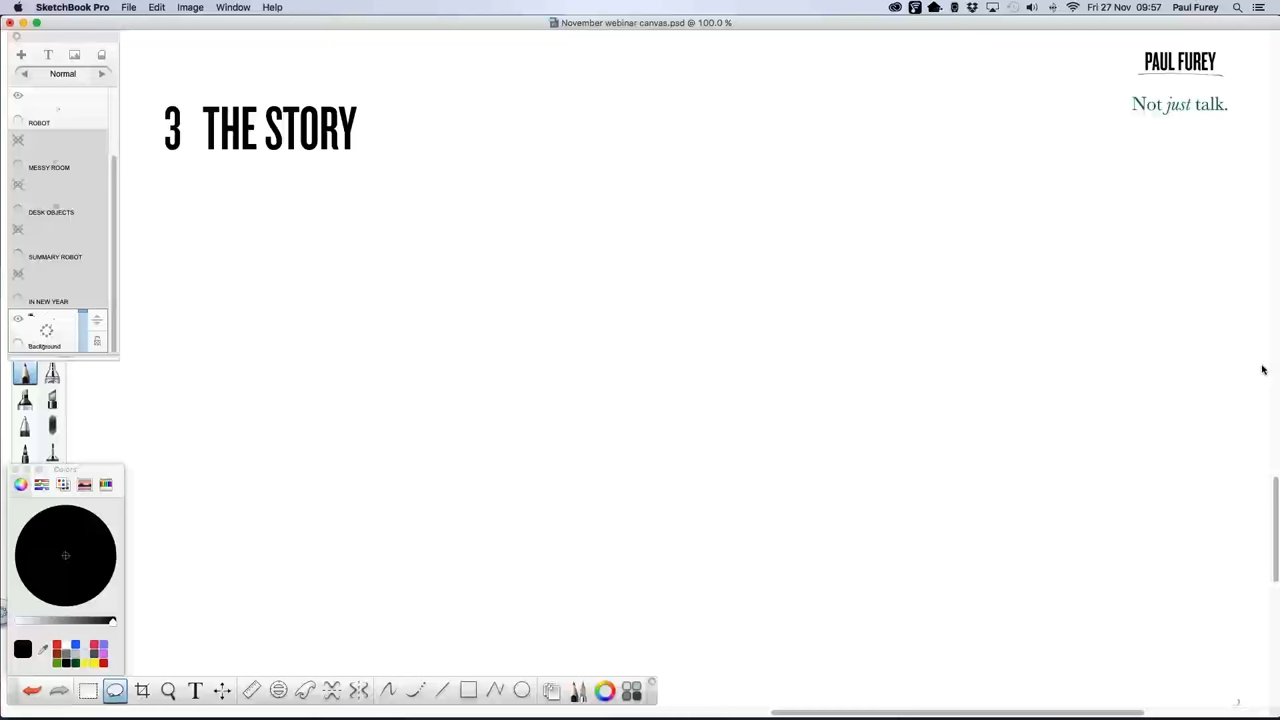 SketchBook Pro File Edit Image Window Help Fri 27 Nov 09:57 Paul Furey
November webinar canvas.psd @ 100.0 %
Normal
ROBOT
MESSY ROOM
DESK OBJECTS
SUMMARY ROBOT
IN NEW YEAR
Background
Colors
3 THE STORY
PAUL FUREY
Not just talk.